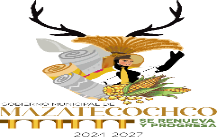 GOBIERNO MUNICIPAL DE
MAZATECOCHCO
SE RENUEVA
Y PROGRESA
2024-2027